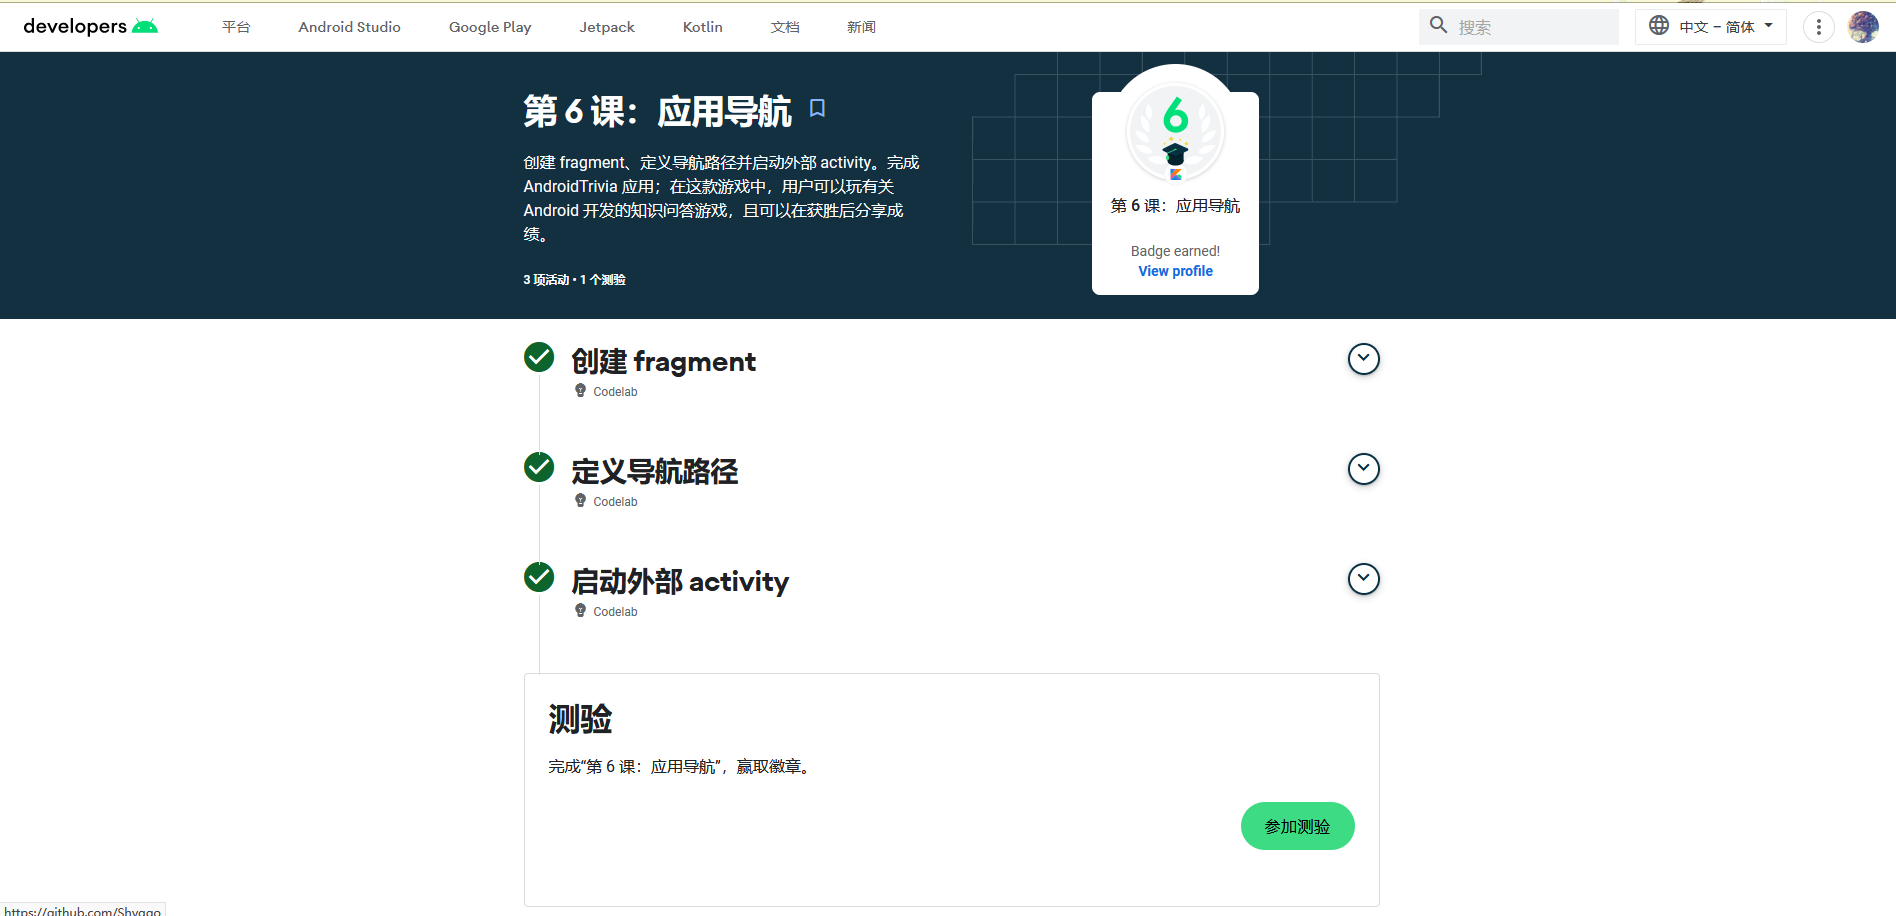 developers
平台
Android Studio
Google Play
Jetpack
Kotlin
文档
新闻
搜索
中文 – 简体
第 6 课：应用导航
创建 fragment、定义导航路径并启动外部 activity。完成
AndroidTrivia 应用；在这款游戏中，用户可以玩有关
Android 开发的知识问答游戏，且可以在获胜后分享成
绩。
3 项活动 • 1 个测验
6
第 6 课：应用导航
Badge earned!
View profile
创建 fragment
Codelab
定义导航路径
Codelab
启动外部 activity
Codelab
测验
完成“第 6 课：应用导航”，赢取徽章。
参加测验